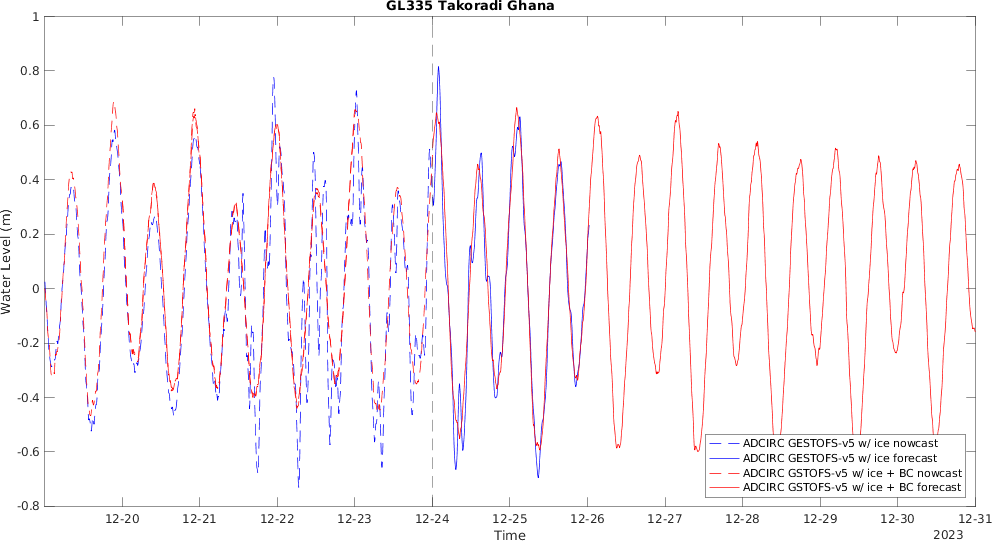 GL335 Takoradi Ghana
1
0.8
0.6
0.4
0.2
0
-0.2
-0.4
-0.6
-0.8
Water Level (m)
ADCIRC GESTOFS-v5 w/ ice nowcast
ADCIRC GESTOFS-v5 w/ ice forecast
ADCIRC GSTOFS-v5 w/ ice + BC nowcast
ADCIRC GSTOFS-v5 w/ ice + BC forecast
12-20 12-21 12-22 12-23 12-24 12-25 12-26 12-27 12-28 12-29 12-30 12-31
Time
2023